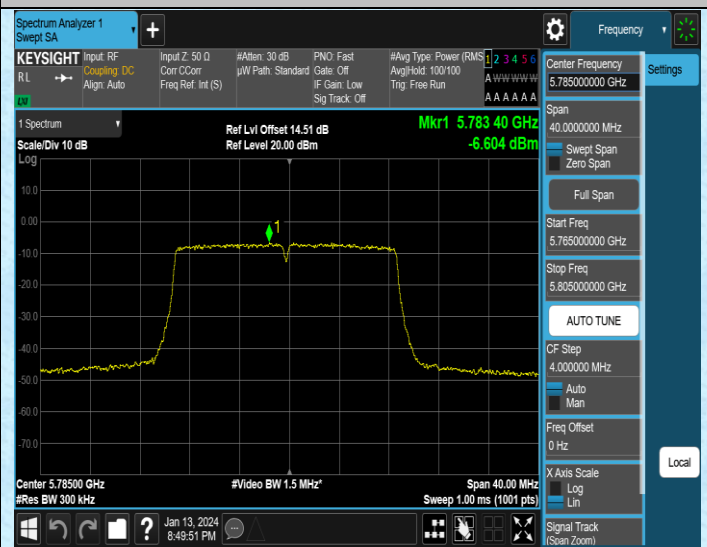 Spectrum Analyzer 1
Swept SA
+
Frequency
KEYSIGHT
Input: RF
Coupling: DC
Align: Auto
Input Z: 50 Ω
Corr CCorr
Freq Ref: Int (S)
#Atten: 30 dB
µW Path: Standard
PNO: Fast
Gate: Off
IF Gain: Low
Sig Track: Off
#Avg Type: Power (RMS
Avg|Hold: 100/100
Trig: Free Run
1 2 3 4 5 6
A W W W W W
A A A A A A
R L
LXI
1 Spectrum
Scale/Div 10 dB
Ref Lvl Offset 14.51 dB
Ref Level 20.00 dBm
Mkr1 5.783 40 GHz
-6.604 dBm
Log
10.0
0.00
-10.0
-20.0
-30.0
-40.0
-50.0
-60.0
-70.0
1
Center 5.78500 GHz
#Res BW 300 kHz
#Video BW 1.5 MHz*
Span 40.00 MHz
Sweep 1.00 ms (1001 pts)
Jan 13, 2024
8:49:51 PM
?
Center Frequency
5.785000000 GHz
Span
40.0000000 MHz
Swept Span
Zero Span
Full Span
Start Freq
5.765000000 GHz
Stop Freq
5.805000000 GHz
AUTO TUNE
CF Step
4.000000 MHz
Auto
Man
Freq Offset
0 Hz
X Axis Scale
Log
Lin
Signal Track
(Span Zoom)
Settings
Local